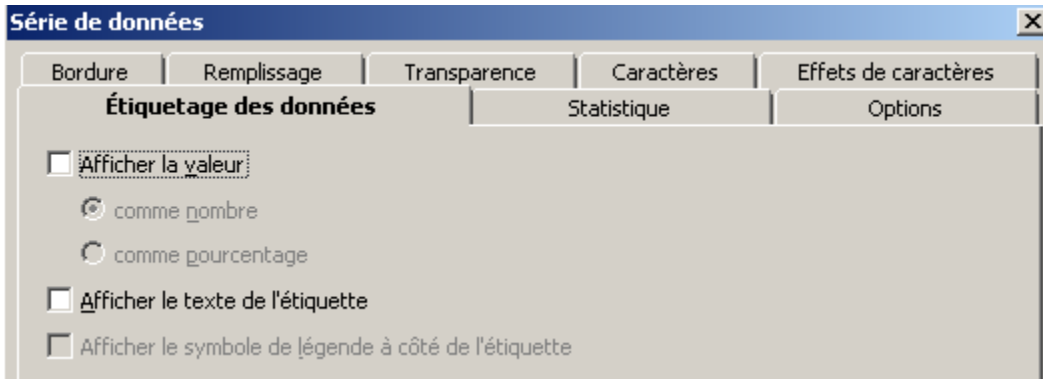 Série de données
Bordure Remplissage Transparence Caractères Effets de caractères
Étiquetage des données Statistique Options
Afficher la valeur
comme nombre
comme pourcentage
Afficher le texte de l'étiquette
Afficher le symbole de légende à côté de l'étiquette